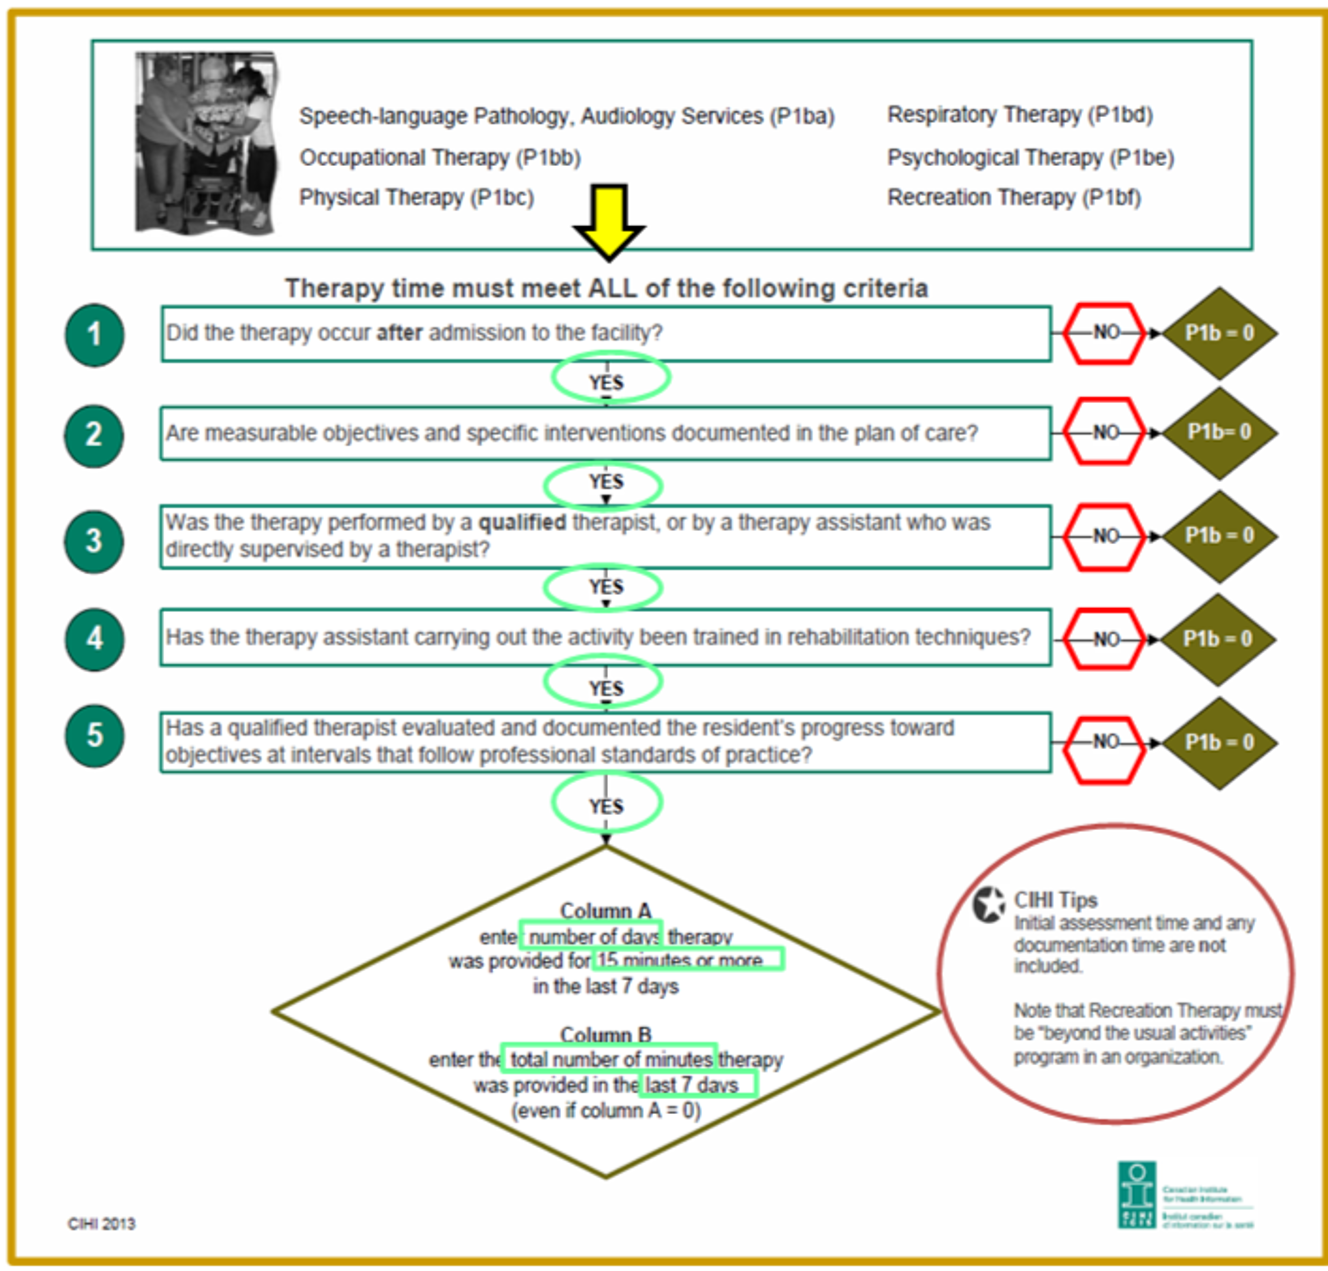 Speech-language Pathology, Audiology Services (P1ba)
Occupational Therapy (P1bb)
Physical Therapy (P1bc)
Respiratory Therapy (P1bd)
Psychological Therapy (P1be)
Recreation Therapy (P1bf)
Therapy time must meet ALL of the following criteria
1
Did the therapy occur after admission to the facility?
NO
P1b = 0
YES
2
Are measurable objectives and specific interventions documented in the plan of care?
NO
P1b= 0
YES
3
Was the therapy performed by a qualified therapist, or by a therapy assistant who was
directly supervised by a therapist?
NO
P1b = 0
YES
4
Has the therapy assistant carrying out the activity been trained in rehabilitation techniques?
NO
P1b = 0
YES
5
Has a qualified therapist evaluated and documented the resident's progress toward
objectives at intervals that follow professional standards of practice?
NO
P1b = 0
YES
Column A
ente number of days therapy
was provided for 15 minutes or more
in the last 7 days
Column B
enter the total number of minutes therapy
was provided in the last 7 days
(even if column A = 0)
CIHI Tips
Initial assessment time and any
documentation time are not
included.
Note that Recreation Therapy must
be "beyond the usual activities"
program in an organization.
CIHI 2013
CIHI
ICIS
Canadian Institute
for Health Information
Institut canadien
d'information sur la santé